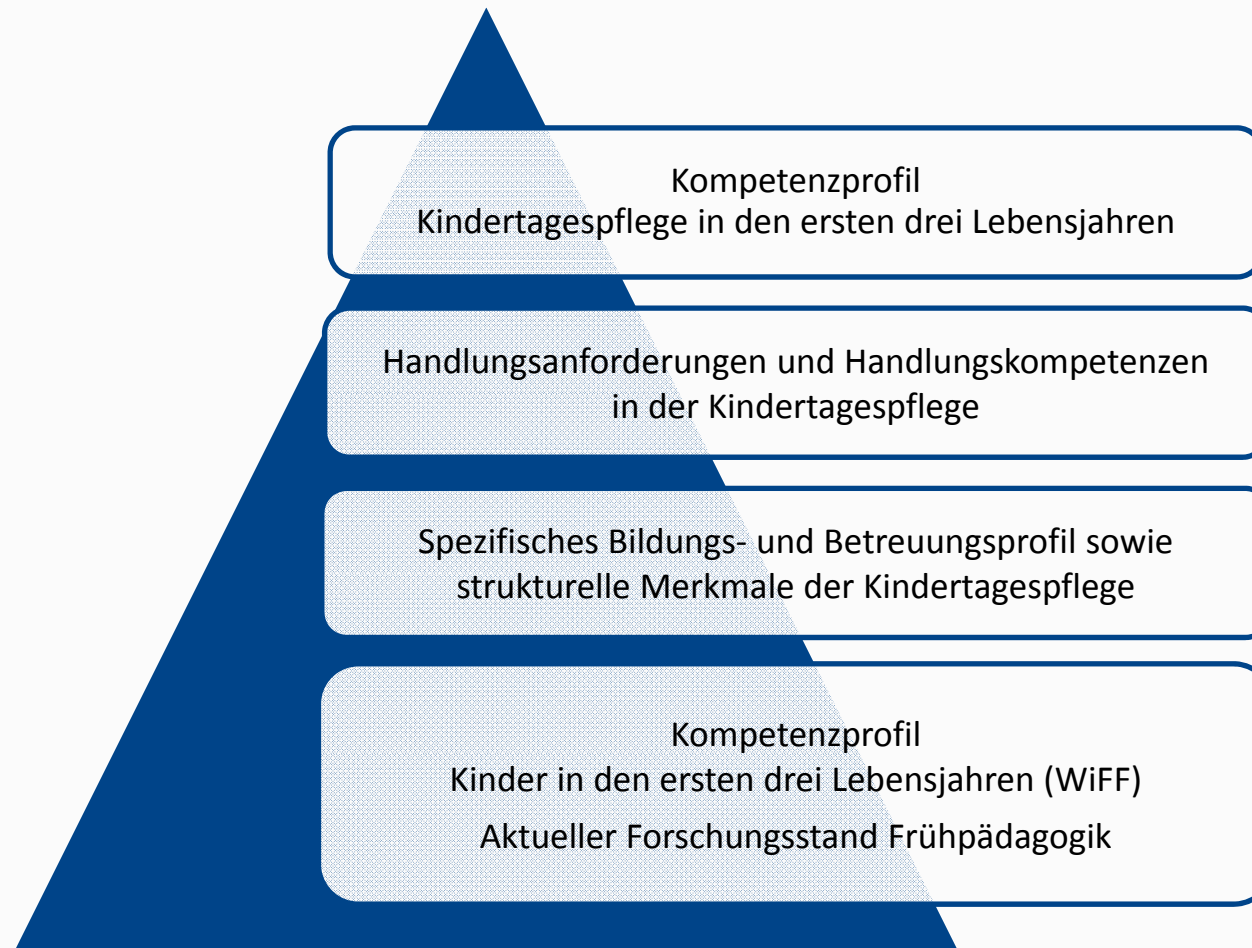 Kompetenzprofil
Kindertagespflege in den ersten drei Lebensjahren
Handlungsanforderungen und Handlungskompetenzen
in der Kindertagespflege
Spezifisches Bildungs- und Betreuungsprofil sowie
strukturelle Merkmale der Kindertagespflege
Kompetenzprofil
Kinder in den ersten drei Lebensjahren (WiFF)
Aktueller Forschungsstand Frühpädagogik